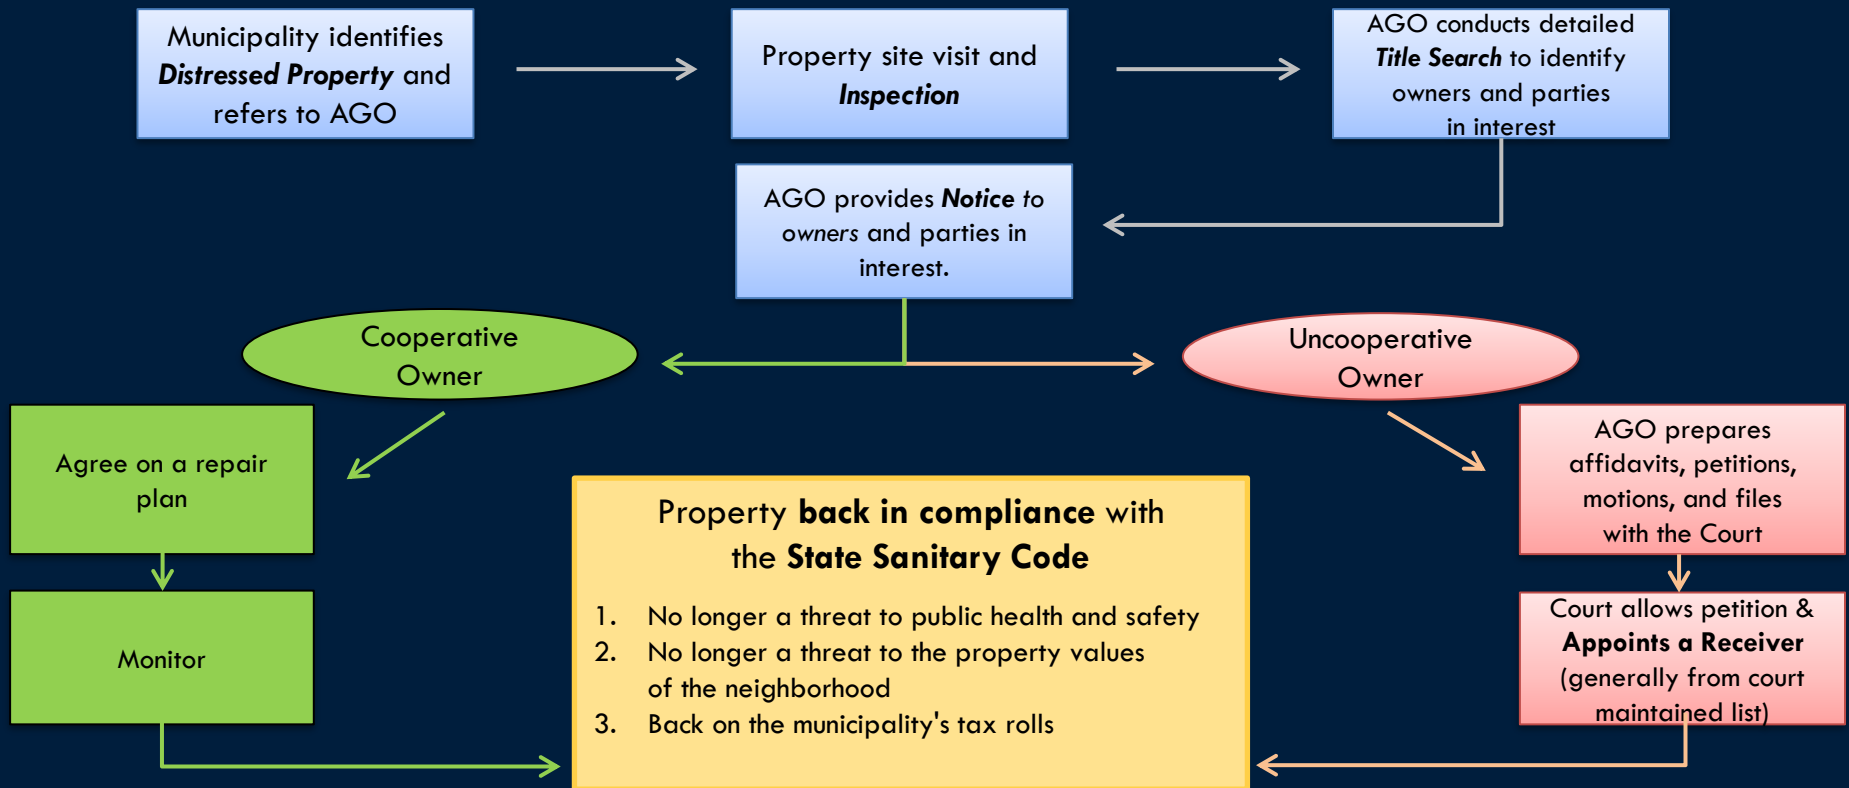 Municipality identifies
Distressed Property and
refers to AGO
Property site visit and
Inspection
AGO conducts detailed
Title Search to identify
owners and parties
in interest
AGO provides Notice to
owners and parties in
interest.
Cooperative
Owner
Uncooperative
Owner
Agree on a repair
plan
Monitor
AGO prepares
affidavits, petitions,
motions, and files
with the Court
Court allows petition &
Appoints a Receiver
(generally from court
maintained list)
Property back in compliance with
the State Sanitary Code
1. No longer a threat to public health and safety
2. No longer a threat to the property values
of the neighborhood
3. Back on the municipality's tax rolls